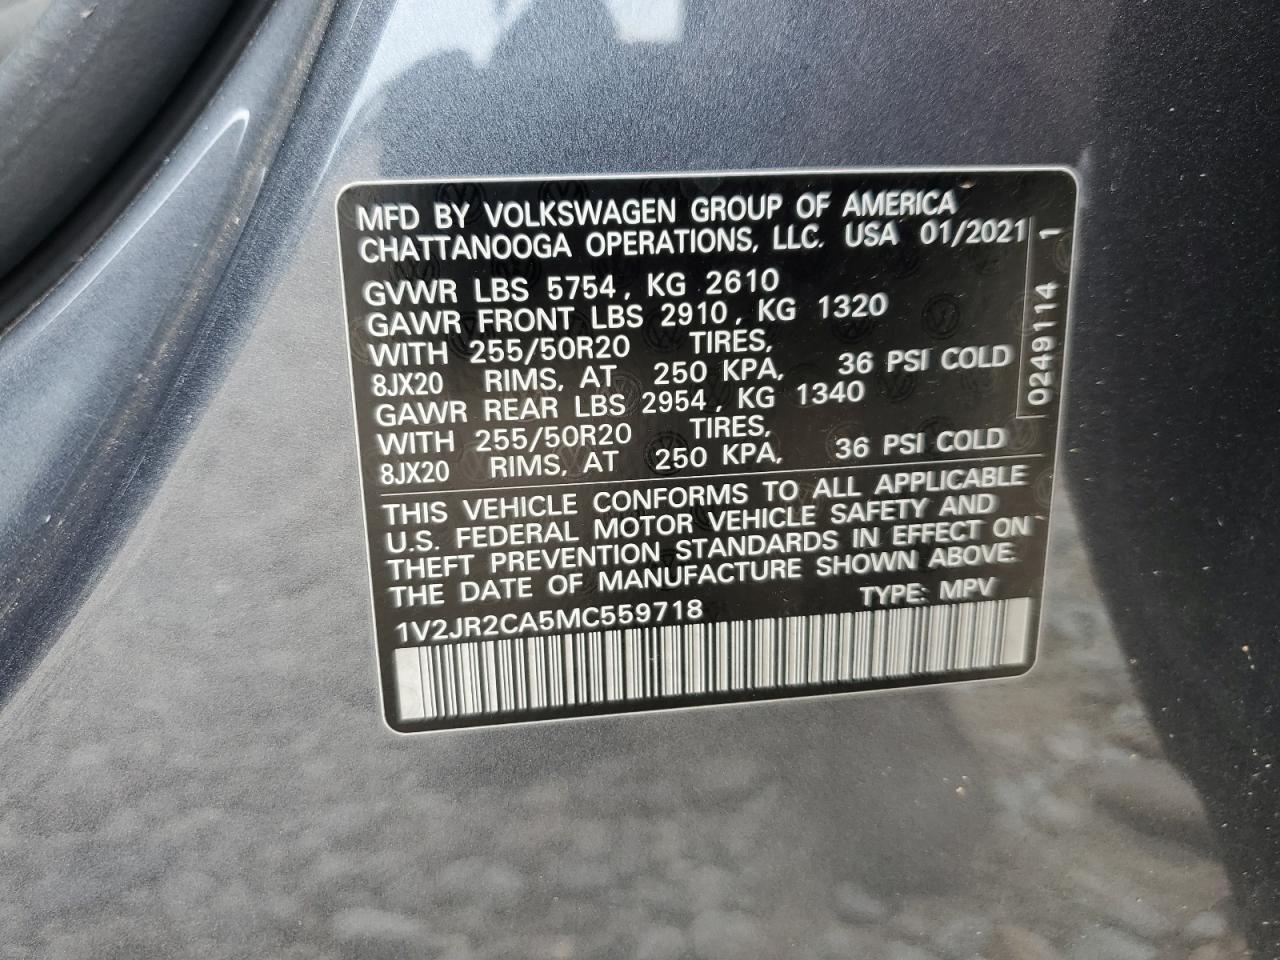 MFD BY VOLKSWAGEN GROUP OF AMERICA
CHATTANOOGA OPERATIONS, LLC. USA 01/2021
GVWR LBS 5754, KG 2610
GAWR FRONT LBS 2910, KG 1320
WITH 255/50R20 TIRES,
8JX20 RIMS, AT 250 KPA, 36 PSI COLD
GAWR REAR LBS 2954, KG 1340
WITH 255/50R20 TIRES,
8JX20 RIMS, AT 250 KPA, 36 PSI COLD
0249114 1
THIS VEHICLE CONFORMS TO ALL APPLICABLE
U.S. FEDERAL MOTOR VEHICLE SAFETY AND
THEFT PREVENTION STANDARDS IN EFFECT ON
THE DATE OF MANUFACTURE SHOWN ABOVE.
TYPE: MPV
1V2JR2CA5MC559718